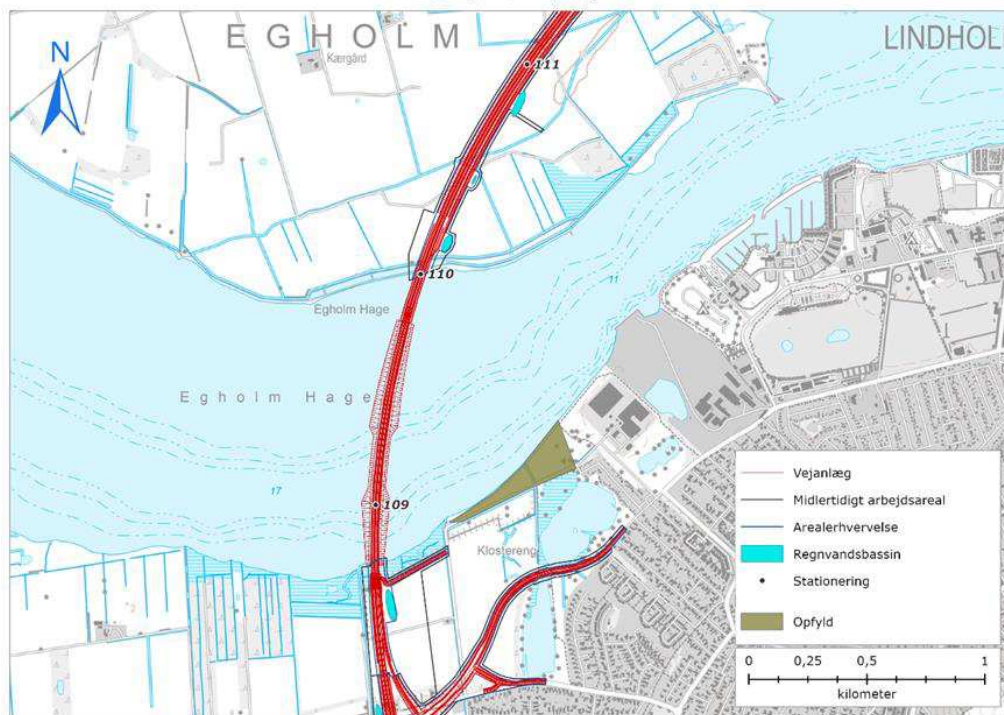 EGHOLM
LINDHOL
N
Kærgård
111
110
11
Egholm Hage
Egholm Hage
109
17
Klostereng
Vejanlæg
Midlertidigt arbejdsareal
Arealerhvervelse
Regnvandsbassin
Stationering
Opfyld
0 0,25 0,5 1
kilometer